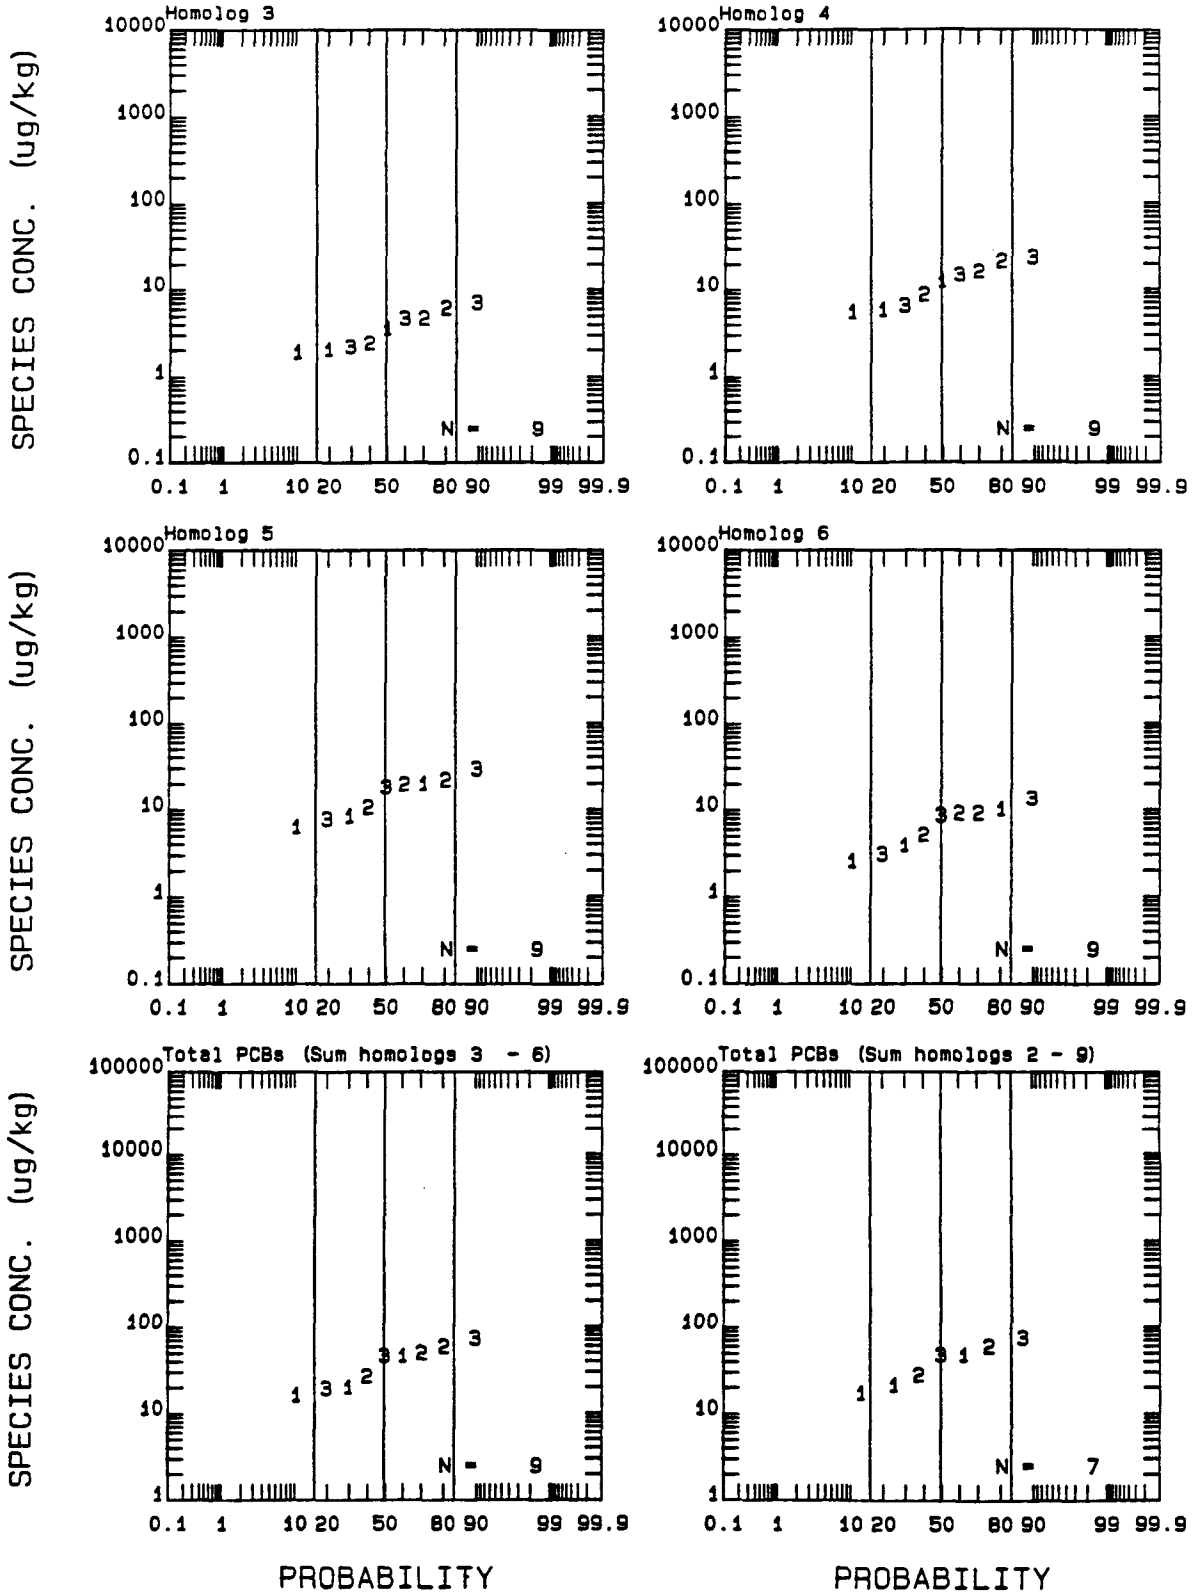 Homolog 3
10000
1000
100
10
1
0.1
SPECIES CONC. (ug/kg)
1 1 3 2 1 3 2 2 3
N = 9
0.1 1 10 20 50 80 90 99 99.9
Homolog 4
10000
1000
100
10
1
0.1
1 1 3 2 1 3 2 2 3
N = 9
0.1 1 10 20 50 80 90 99 99.9
Homolog 5
10000
1000
100
10
1
0.1
SPECIES CONC. (ug/kg)
1 3 1 2 3 2 1 2 3
N = 9
0.1 1 10 20 50 80 90 99 99.9
Homolog 6
10000
1000
100
10
1
0.1
1 3 1 2 3 2 2 1 3
N = 9
0.1 1 10 20 50 80 90 99 99.9
Total PCBs (Sum homologs 3 - 6)
100000
10000
1000
100
10
1
SPECIES CONC. (ug/kg)
1 3 1 2 3 1 2 2 3
N = 9
0.1 1 10 20 50 80 90 99 99.9
PROBABILITY
Total PCBs (Sum homologs 2 - 9)
100000
10000
1000
100
10
1
1 1 2 3 1 2 3
N = 7
0.1 1 10 20 50 80 90 99 99.9
PROBABILITY